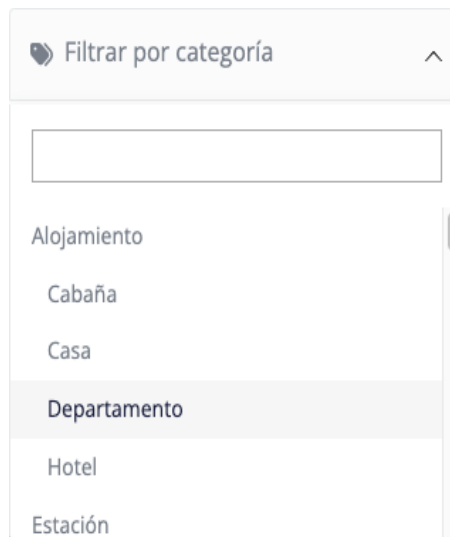 Filtrar por categoría
Alojamiento
Cabaña
Casa
Departamento
Hotel
Estación